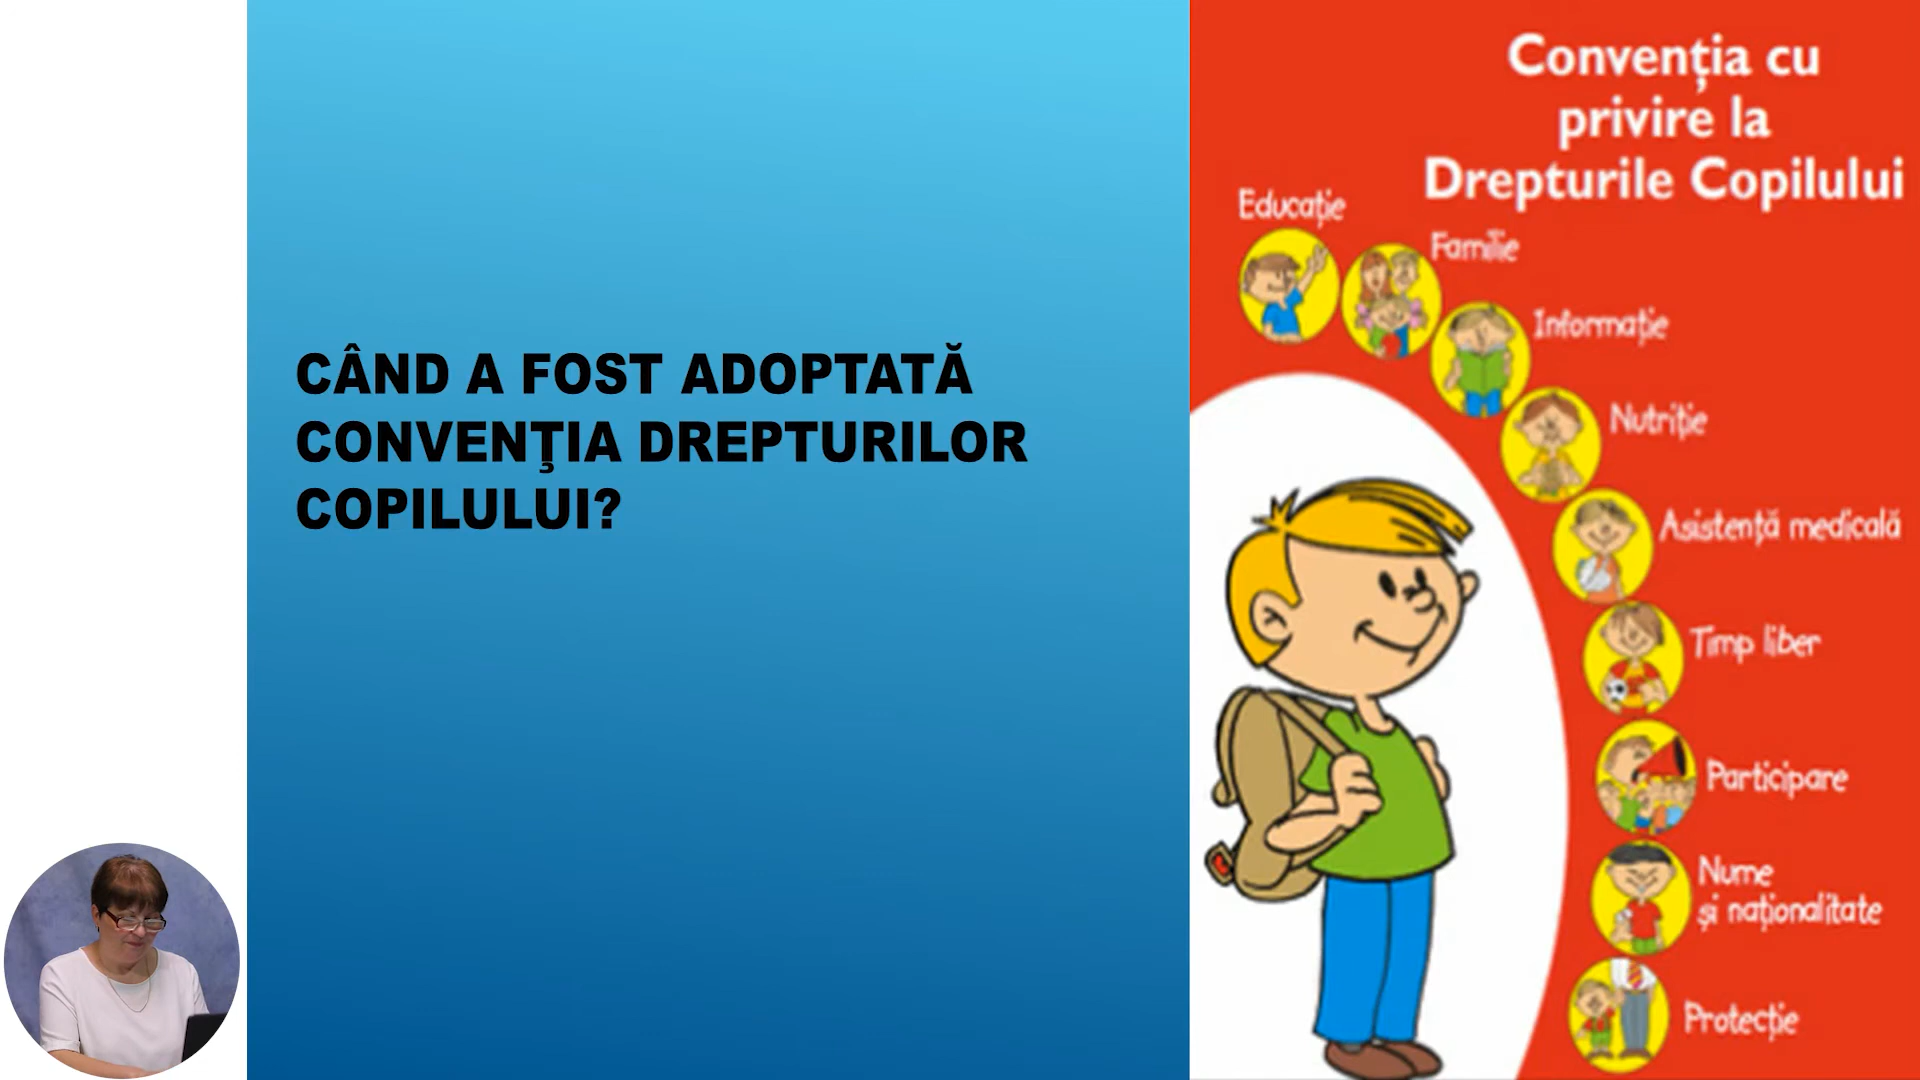 CÂND A FOST ADOPTATĂ
CONVENŢIA DREPTURILOR
COPILULUI?
Convenția cu
privire la
Drepturile Copilului
Educație
Familie
Informație
Nutriție
Asistență medicală
Timp liber
Participare
Nume
și naționalitate
Protecție